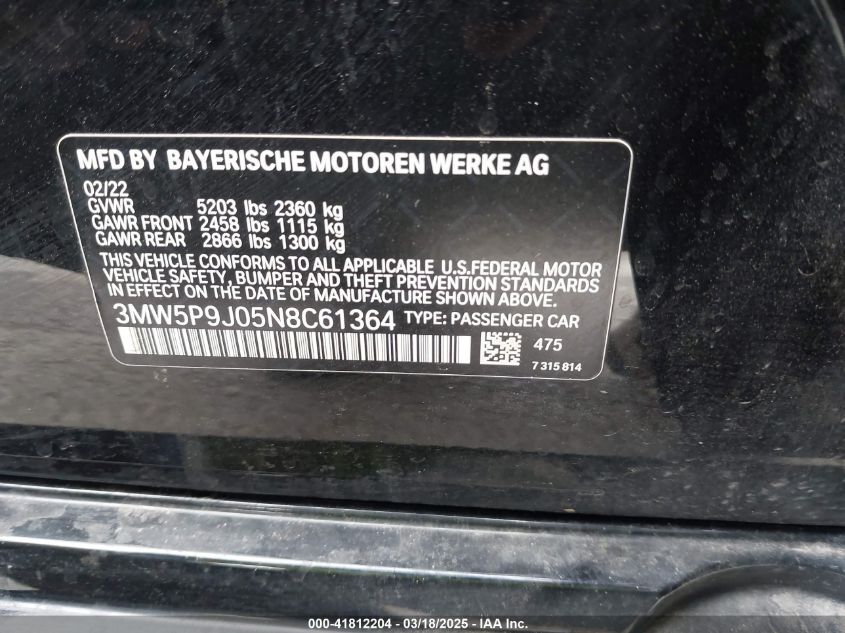 MFD BY BAYERISCHE MOTOREN WERKE AG
02/22
GVWR 5203 lbs 2360 kg
GAWR FRONT 2458 lbs 1115 kg
GAWR REAR 2866 lbs 1300 kg
THIS VEHICLE CONFORMS TO ALL APPLICABLE U.S.FEDERAL MOTOR
VEHICLE SAFETY, BUMPER AND THEFT PREVENTION STANDARDS
IN EFFECT ON THE DATE OF MANUFACTURE SHOWN ABOVE.
3MW5P9J05N8C61364 TYPE: PASSENGER CAR
475
7 315 814
000-41812204 - 03/18/2025 - IAA Inc.